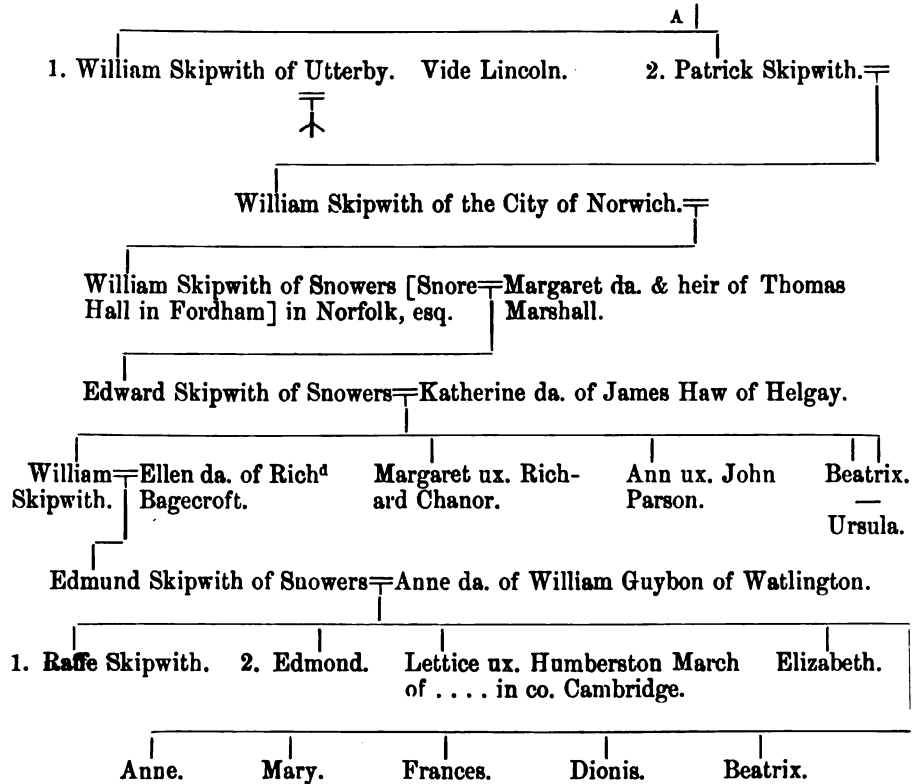 A
1. William Skipwith of Utterby. Vide Lincoln. 2. Patrick Skipwith.
William Skipwith of the City of Norwich.
William Skipwith of Snowers [Snore Hall in Fordham] in Norfolk, esq.
Margaret da. & heir of Thomas Marshall.
Edward Skipwith of Snowers Katherine da. of James Haw of Helgay.
William Skipwith.
Ellen da. of Richᵈ Bagecroft.
Margaret ux. Rich-
ard Chanor.
Ann ux. John
Parson.
Beatrix.
—
Ursula.
Edmund Skipwith of Snowers Anne da. of William Guybon of Watlington.
1. Raffe Skipwith. 2. Edmond.
Lettice ux. Humberston March
of .... in co. Cambridge.
Elizabeth.
Anne. Mary. Frances. Dionis. Beatrix.